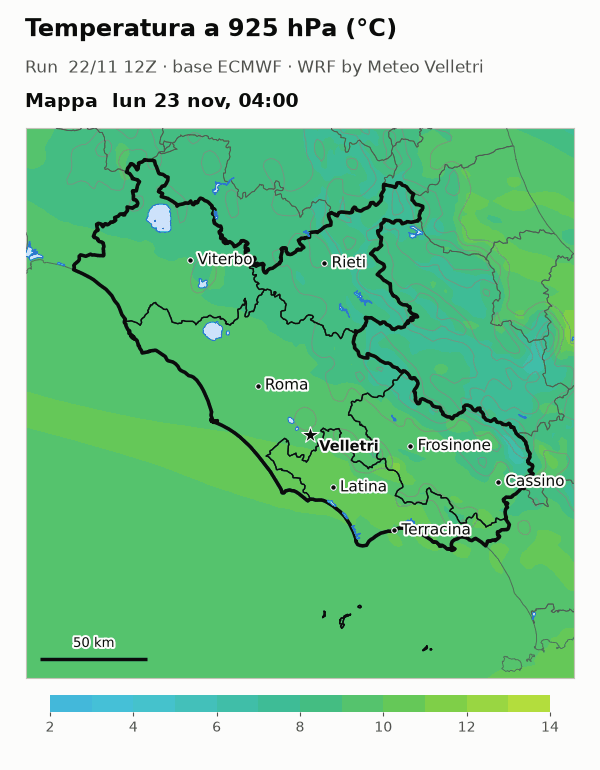 Temperatura a 925 hPa (°C)
Run  22/11 12Z · base ECMWF · WRF by Meteo Velletri
Mappa  lun 23 nov, 04:00
Viterbo
Rieti
Roma
Velletri
Frosinone
Latina
Cassino
Terracina
50 km
2 4 6 8 10 12 14